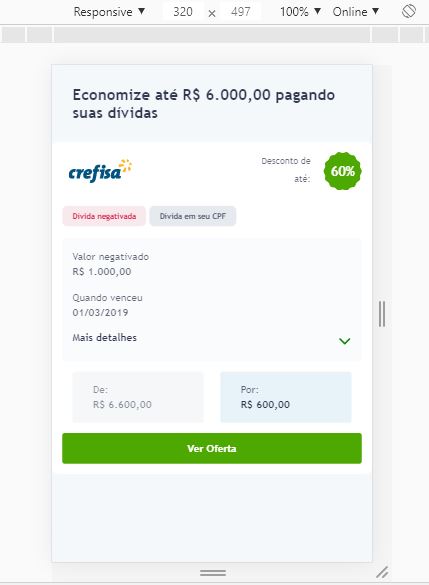 Responsive ▼ 320 × 497 100% ▼ Online ▼
Economize até R$ 6.000,00 pagando
suas dívidas
crefisa
Desconto de
até:
60%
Divida negativada
Divida em seu CPF
Valor negativado
R$ 1.000,00
Quando venceu
01/03/2019
Mais detalhes
De:
R$ 6.600,00
Por:
R$ 600,00
Ver Oferta